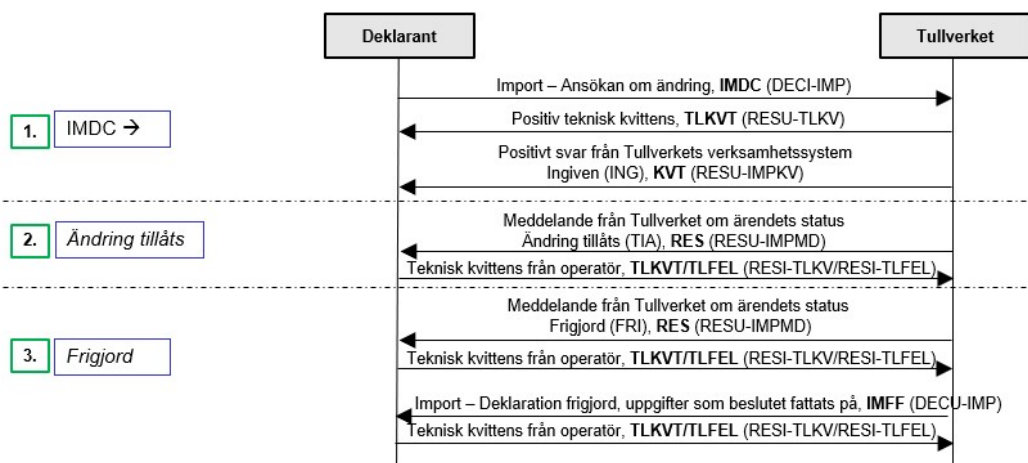 Deklarant
Tullverket
Import – Ansökan om ändring, IMDC (DECI-IMP)
1.
IMDC →
Positiv teknisk kvittens, TLKVT (RESU-TLKV)
Positivt svar från Tullverkets verksamhetssystem
Ingiven (ING), KVT (RESU-IMPKV)
2.
Ändring tillåts
Meddelande från Tullverket om ärendets status
Ändring tillåts (TIA), RES (RESU-IMPMD)
Teknisk kvittens från operatör, TLKVT/TLFEL (RESI-TLKV/RESI-TLFEL)
3.
Frigjord
Meddelande från Tullverket om ärendets status
Frigjord (FRI), RES (RESU-IMPMD)
Teknisk kvittens från operatör, TLKVT/TLFEL (RESI-TLKV/RESI-TLFEL)
Import – Deklaration frigjord, uppgifter som beslutet fattats på, IMFF (DECU-IMP)
Teknisk kvittens från operatör, TLKVT/TLFEL (RESI-TLKV/RESI-TLFEL)